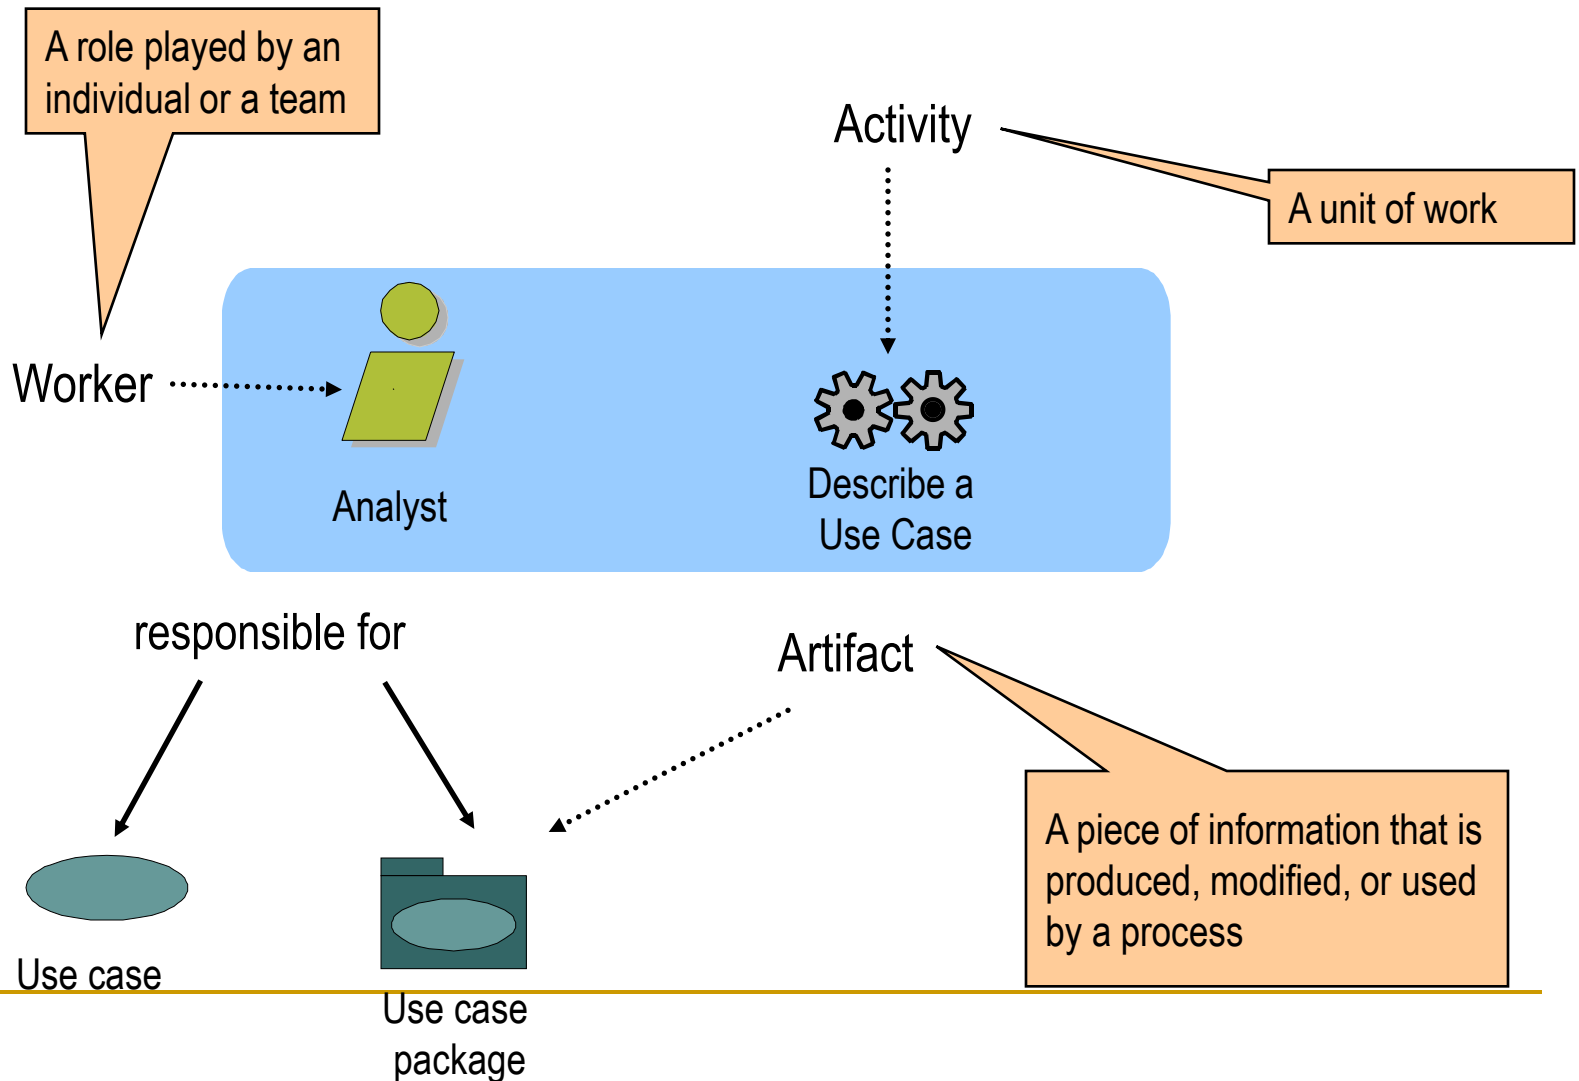 A role played by an
individual or a team
Activity
A unit of work
Worker
Analyst
Describe a
Use Case
responsible for
Artifact
A piece of information that is
produced, modified, or used
by a process
Use case
Use case
package